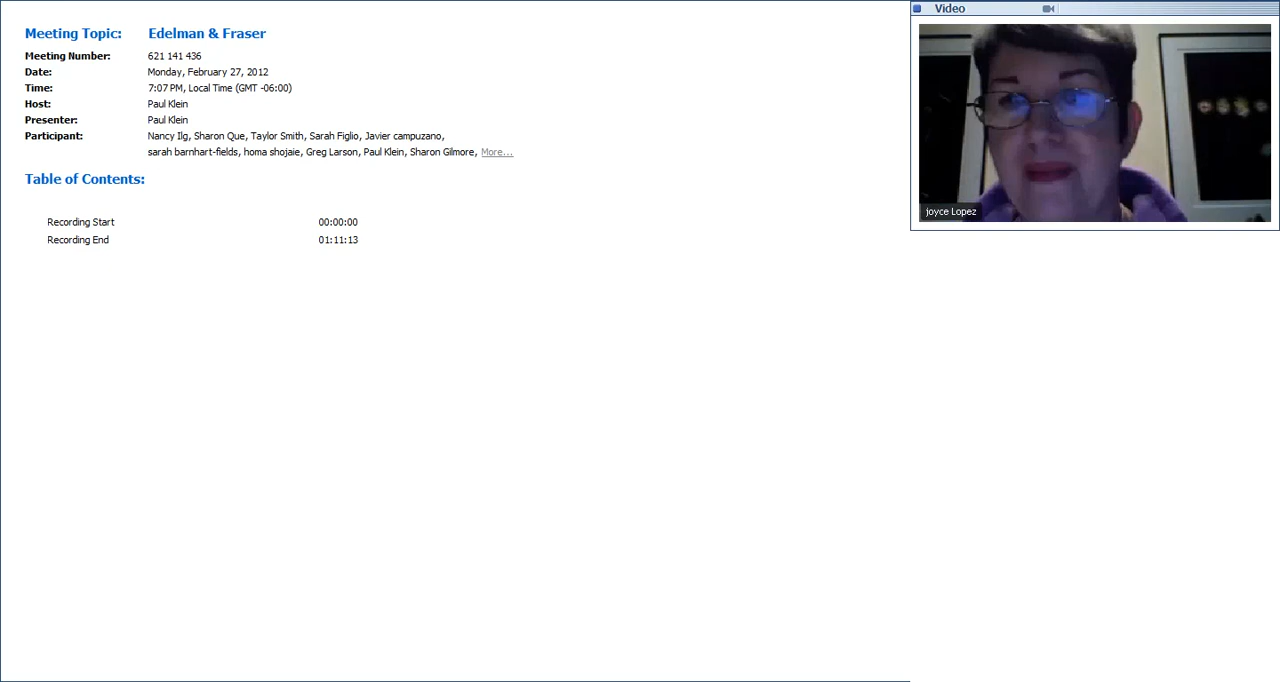 Meeting Topic: Edelman & Fraser
Meeting Number: 621 141 436
Date: Monday, February 27, 2012
Time: 7:07 PM, Local Time (GMT -06:00)
Host: Paul Klein
Presenter: Paul Klein
Participant: Nancy Ilg, Sharon Que, Taylor Smith, Sarah Figlio, Javier campuzano,
sarah barnhart-fields, homa shojaie, Greg Larson, Paul Klein, Sharon Gilmore, More...
Table of Contents:
Recording Start 00:00:00
Recording End 01:11:13
Video
joyce Lopez